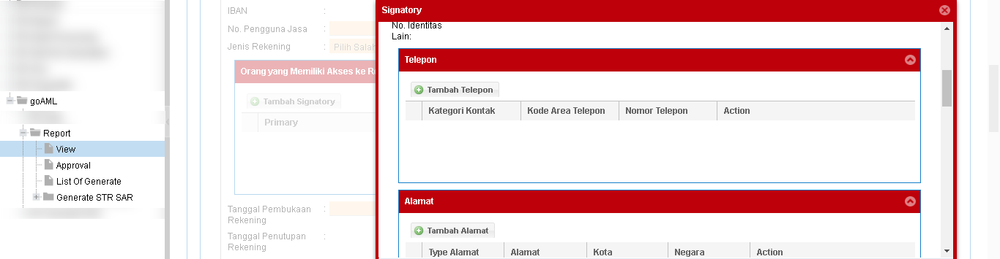 goAML
Report
View
Approval
List Of Generate
Generate STR SAR
IBAN :
No. Pengguna Jasa :
Jenis Rekening : Pilih Salah
Orang yang Memiliki Akses ke Re
Tambah Signatory
Primary
Tanggal Pembukaan :
Rekening
Tanggal Penutupan :
Rekening
Signatory
No. Identitas
Lain:
Telepon
Tambah Telepon
Kategori Kontak Kode Area Telepon Nomor Telepon Action
Alamat
Tambah Alamat
Type Alamat Alamat Kota Negara Action